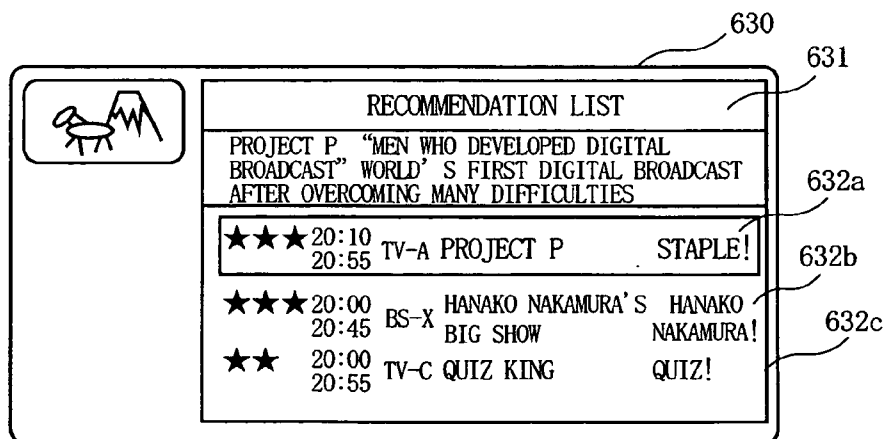 630
631
RECOMMENDATION LIST
PROJECT P “MEN WHO DEVELOPED DIGITAL
BROADCAST” WORLD'S FIRST DIGITAL BROADCAST
AFTER OVERCOMING MANY DIFFICULTIES
632a
★★★ 20:10 20:55 TV-A PROJECT P STAPLE!
632b
★★★ 20:00 20:45 BS-X HANAKO NAKAMURA'S BIG SHOW HANAKO NAKAMURA!
632c
★★ 20:00 20:55 TV-C QUIZ KING QUIZ!